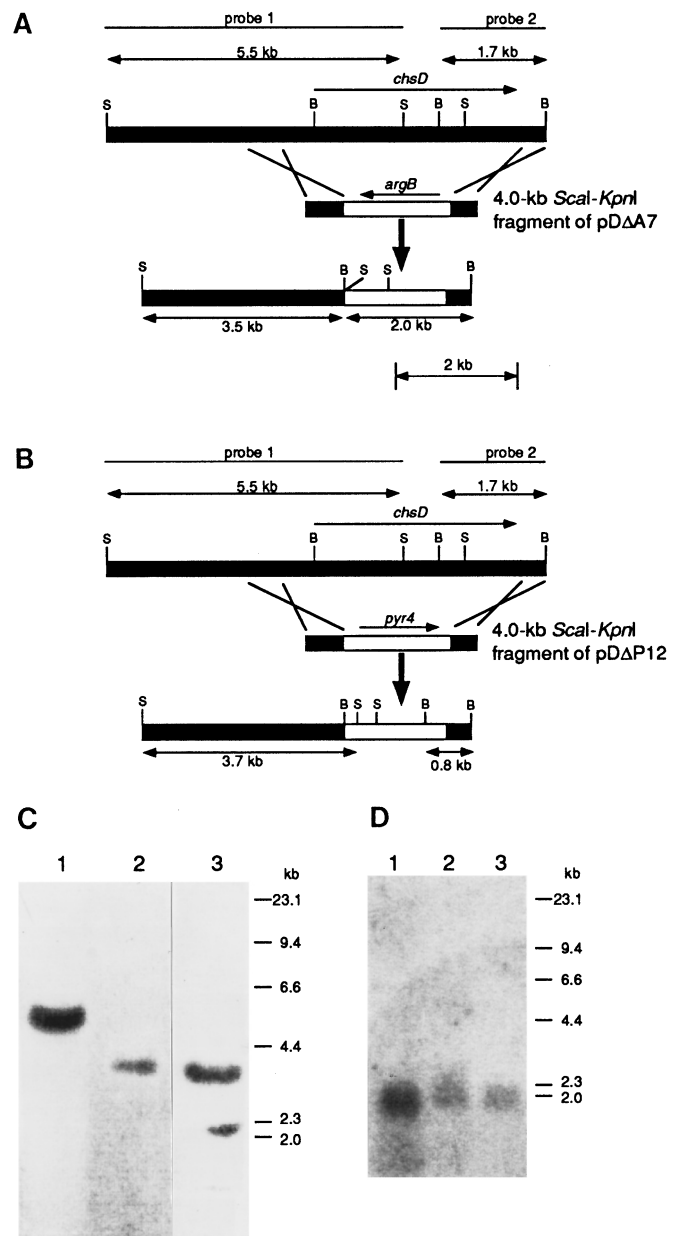 A
probe 1 probe 2
5.5 kb 1.7 kb
chsD
S B S B S B
argB
4.0-kb ScaI-KpnI
fragment of pDΔA7
S B S S B
3.5 kb 2.0 kb
2 kb
B
probe 1 probe 2
5.5 kb 1.7 kb
chsD
S B S B S B
pyr4
4.0-kb ScaI-KpnI
fragment of pDΔP12
S B S S B B
3.7 kb 0.8 kb
C
1 2 3
kb
23.1
9.4
6.6
4.4
2.3
2.0
D
1 2 3
kb
23.1
9.4
6.6
4.4
2.3
2.0